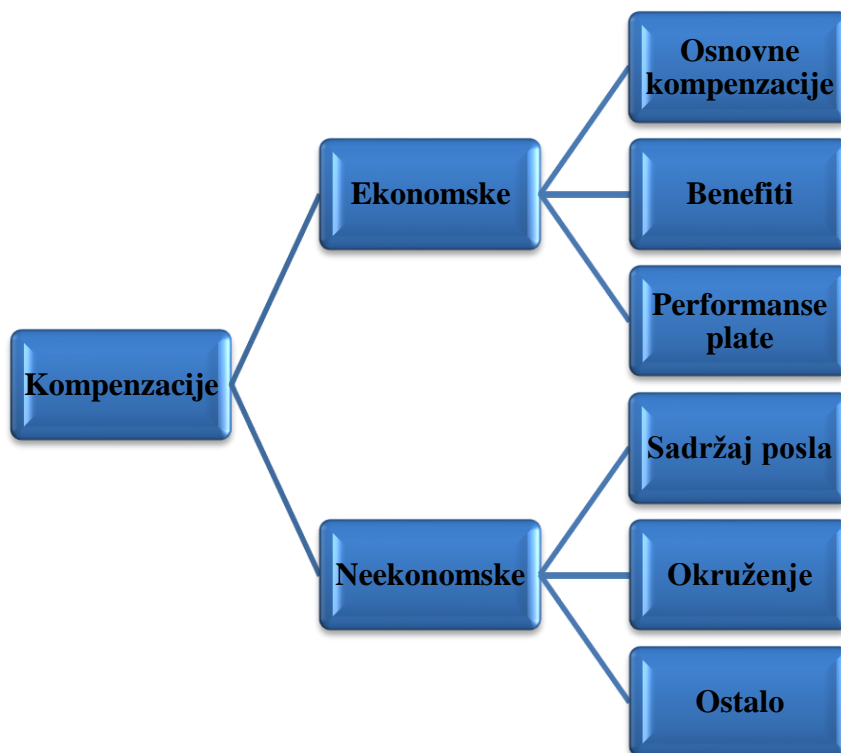 Kompenzacije
Ekonomske
Osnovne
kompenzacije
Benefiti
Performanse
plate
Neekonomske
Sadržaj posla
Okruženje
Ostalo